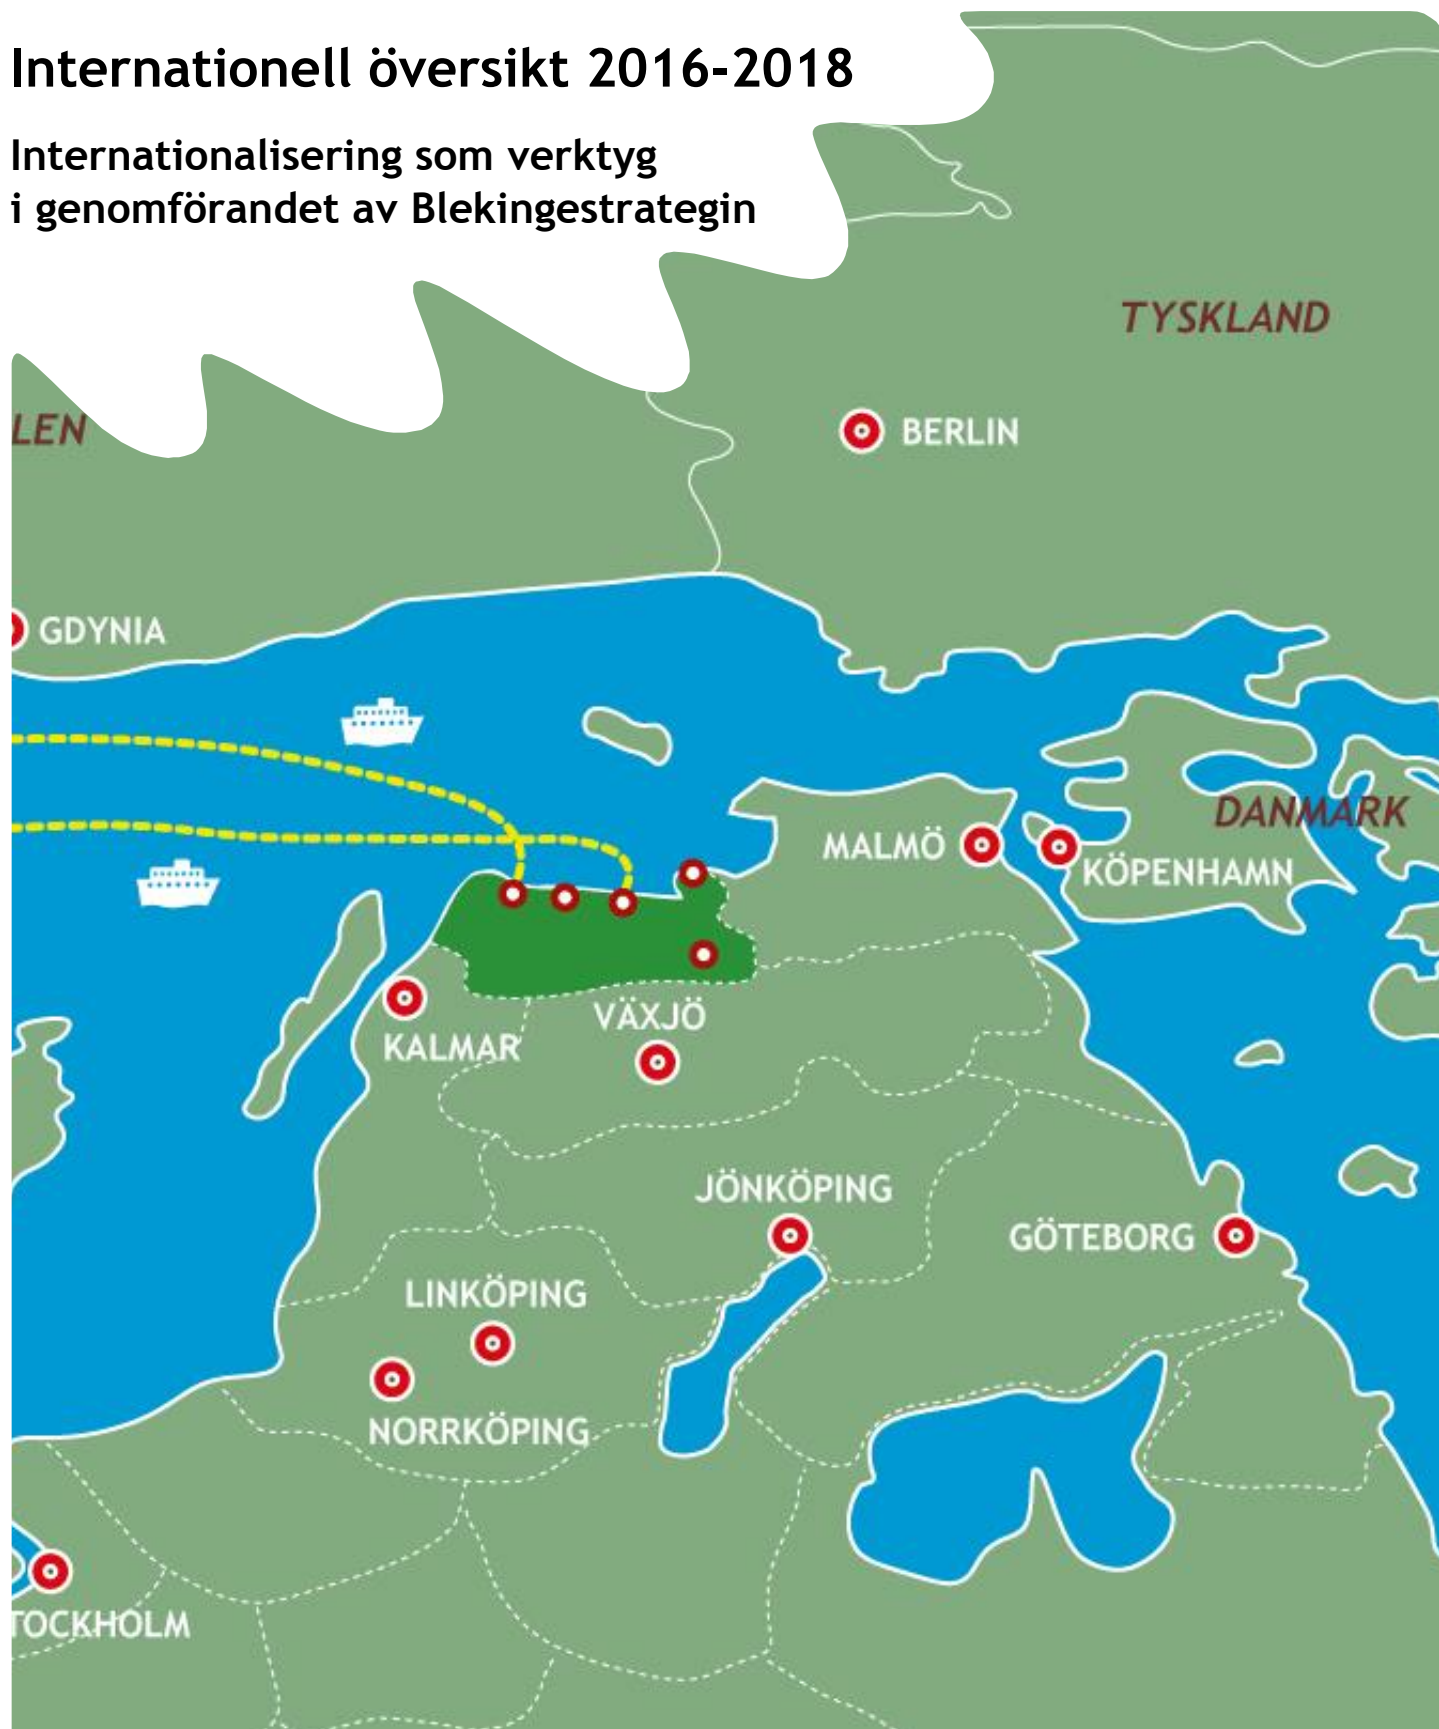 Internationell översikt 2016-2018
Internationalisering som verktyg
i genomförandet av Blekingestrategin
TYSKLAND
LEN
BERLIN
GDYNIA
DANMARK
MALMÖ
KÖPENHAMN
VÄXJÖ
KALMAR
JÖNKÖPING
GÖTEBORG
LINKÖPING
NORRKÖPING
TOCKHOLM